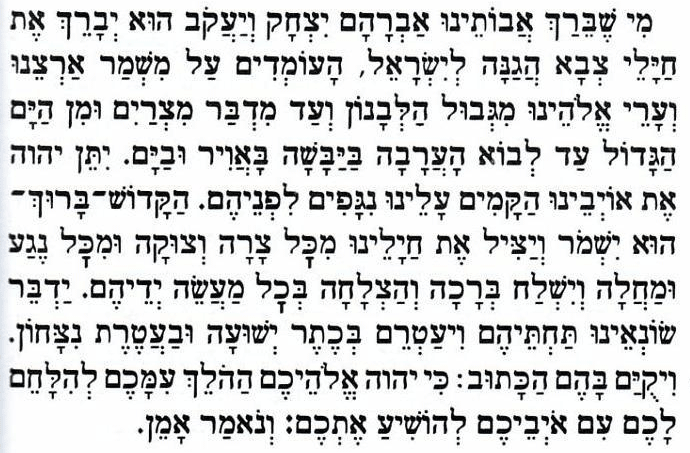 מִי שֶׁבֵּרַךְ אֲבוֹתֵינוּ אַבְרָהָם יִצְחָק וְיַעֲקֹב הוּא יְבָרֵךְ אֶת
חַיָּלֵי צְבָא הֲגַנָּה לְיִשְׂרָאֵל, הָעוֹמְדִים עַל מִשְׁמַר אַרְצֵנוּ
וְעָרֵי אֱלֹהֵינוּ מִגְּבוּל הַלְּבָנוֹן וְעַד מִדְבַּר מִצְרַיִם וּמִן הַיָּם
הַגָּדוֹל עַד לְבוֹא הָעֲרָבָה בַּיַּבָּשָׁה בָּאֲוִיר וּבַיָּם. יִתֵּן יהוה
אֶת אוֹיְבֵינוּ הַקָּמִים עָלֵינוּ נִגָּפִים לִפְנֵיהֶם. הַקָּדוֹשׁ־בָּרוּךְ־
הוּא יִשְׁמֹר וְיַצִּיל אֶת חַיָּלֵינוּ מִכָּל צָרָה וְצוּקָה וּמִכָּל נֶגַע
וּמַחֲלָה וְיִשְׁלַח בְּרָכָה וְהַצְלָחָה בְּכָל מַעֲשֵׂה יְדֵיהֶם. יַדְבֵּר
שׂוֹנְאֵינוּ תַּחְתֵּיהֶם וִיעַטְּרֵם בְּכֶתֶר יְשׁוּעָה וּבַעֲטֶרֶת נִצָּחוֹן.
וִיקֻיַּם בָּהֶם הַכָּתוּב: כִּי יהוה אֱלֹהֵיכֶם הַהֹלֵךְ עִמָּכֶם לְהִלָּחֵם
לָכֶם עִם אֹיְבֵיכֶם לְהוֹשִׁיעַ אֶתְכֶם: וְנֹאמַר אָמֵן.